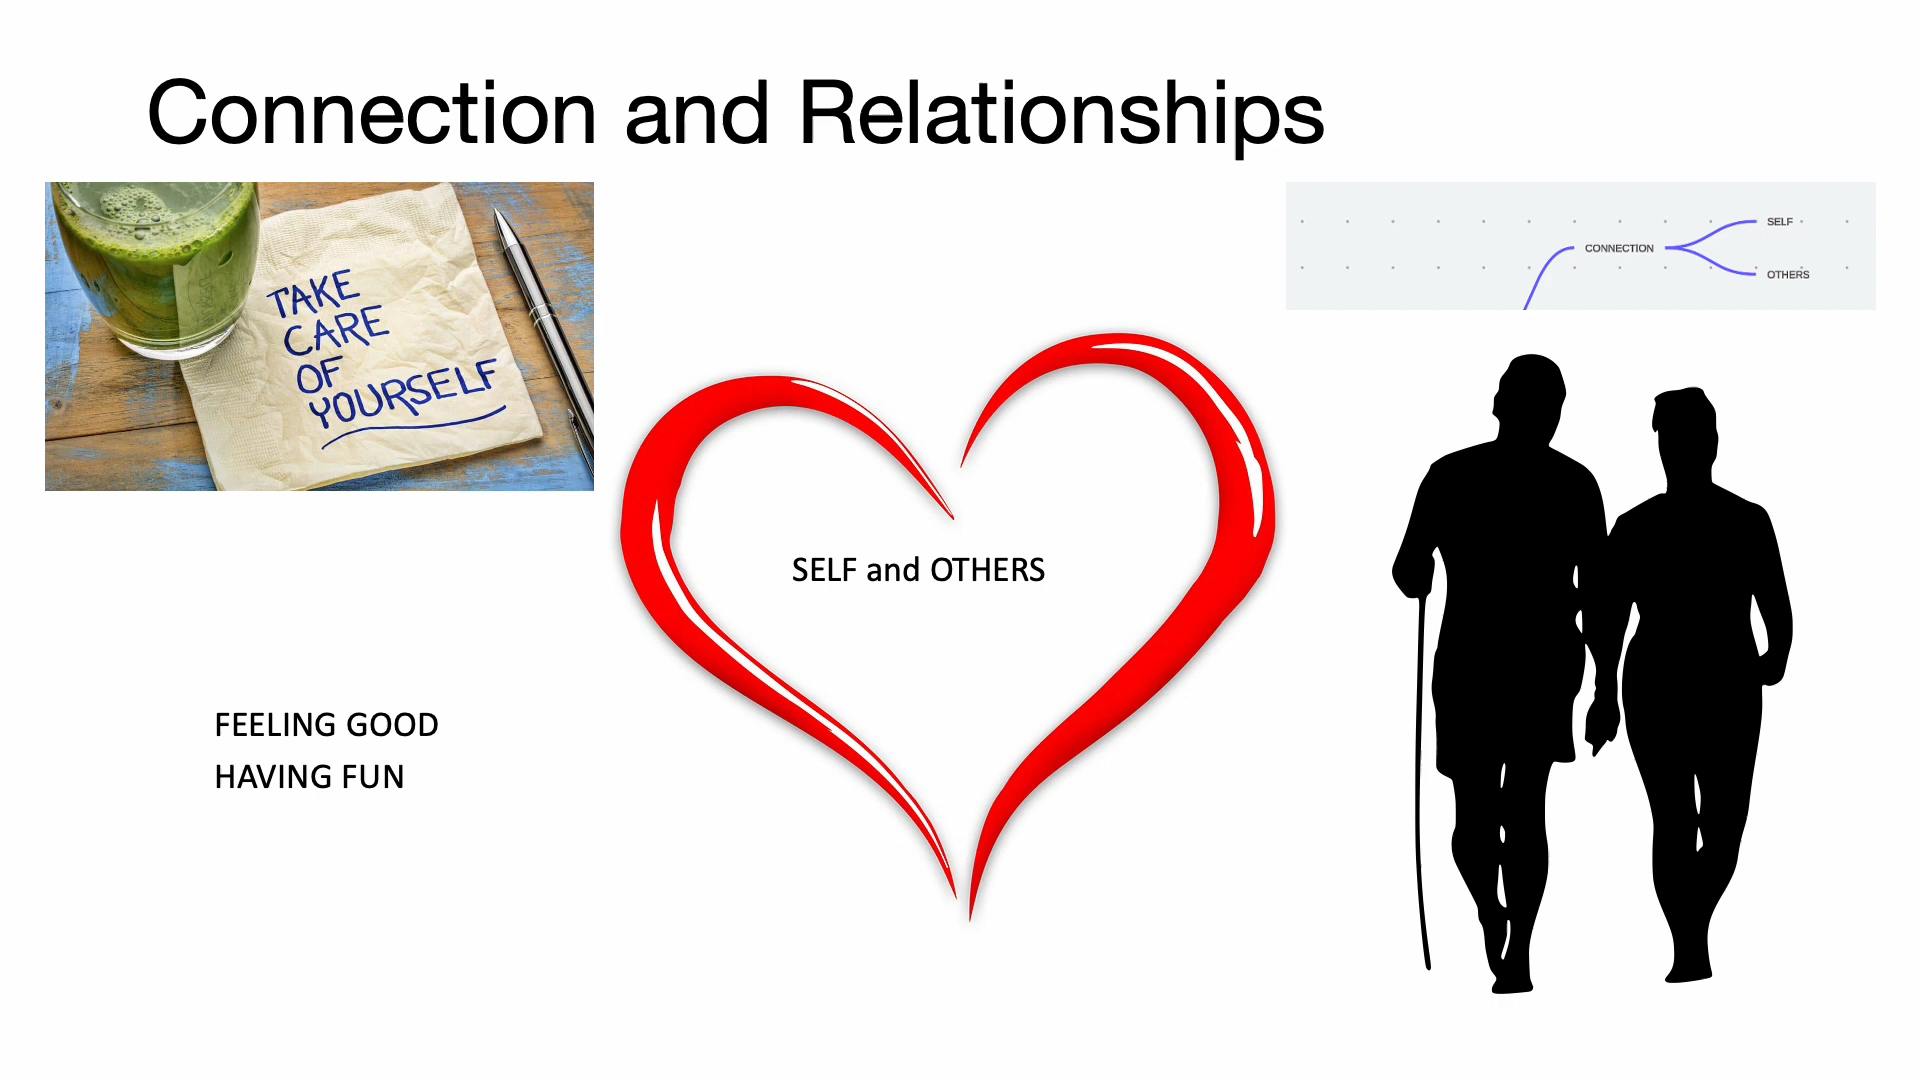 Connection and Relationships
TAKE
CARE
OF
YOURSELF
CONNECTION
SELF
OTHERS
SELF and OTHERS
FEELING GOOD
HAVING FUN